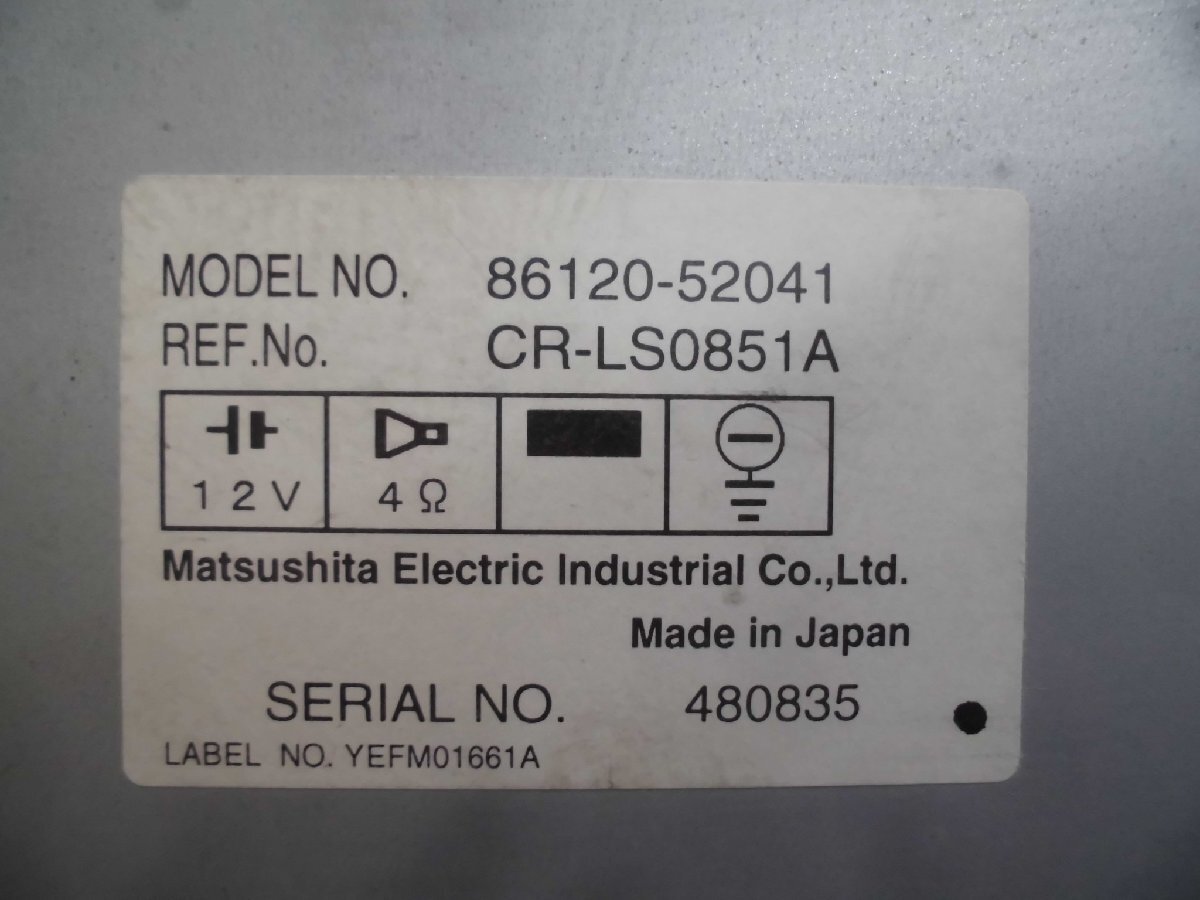 MODEL NO. 86120-52041
REF.No. CR-LS0851A
12V 4Ω
Matsushita Electric Industrial Co.,Ltd.
Made in Japan
SERIAL NO. 480835
LABEL NO. YEFM01661A